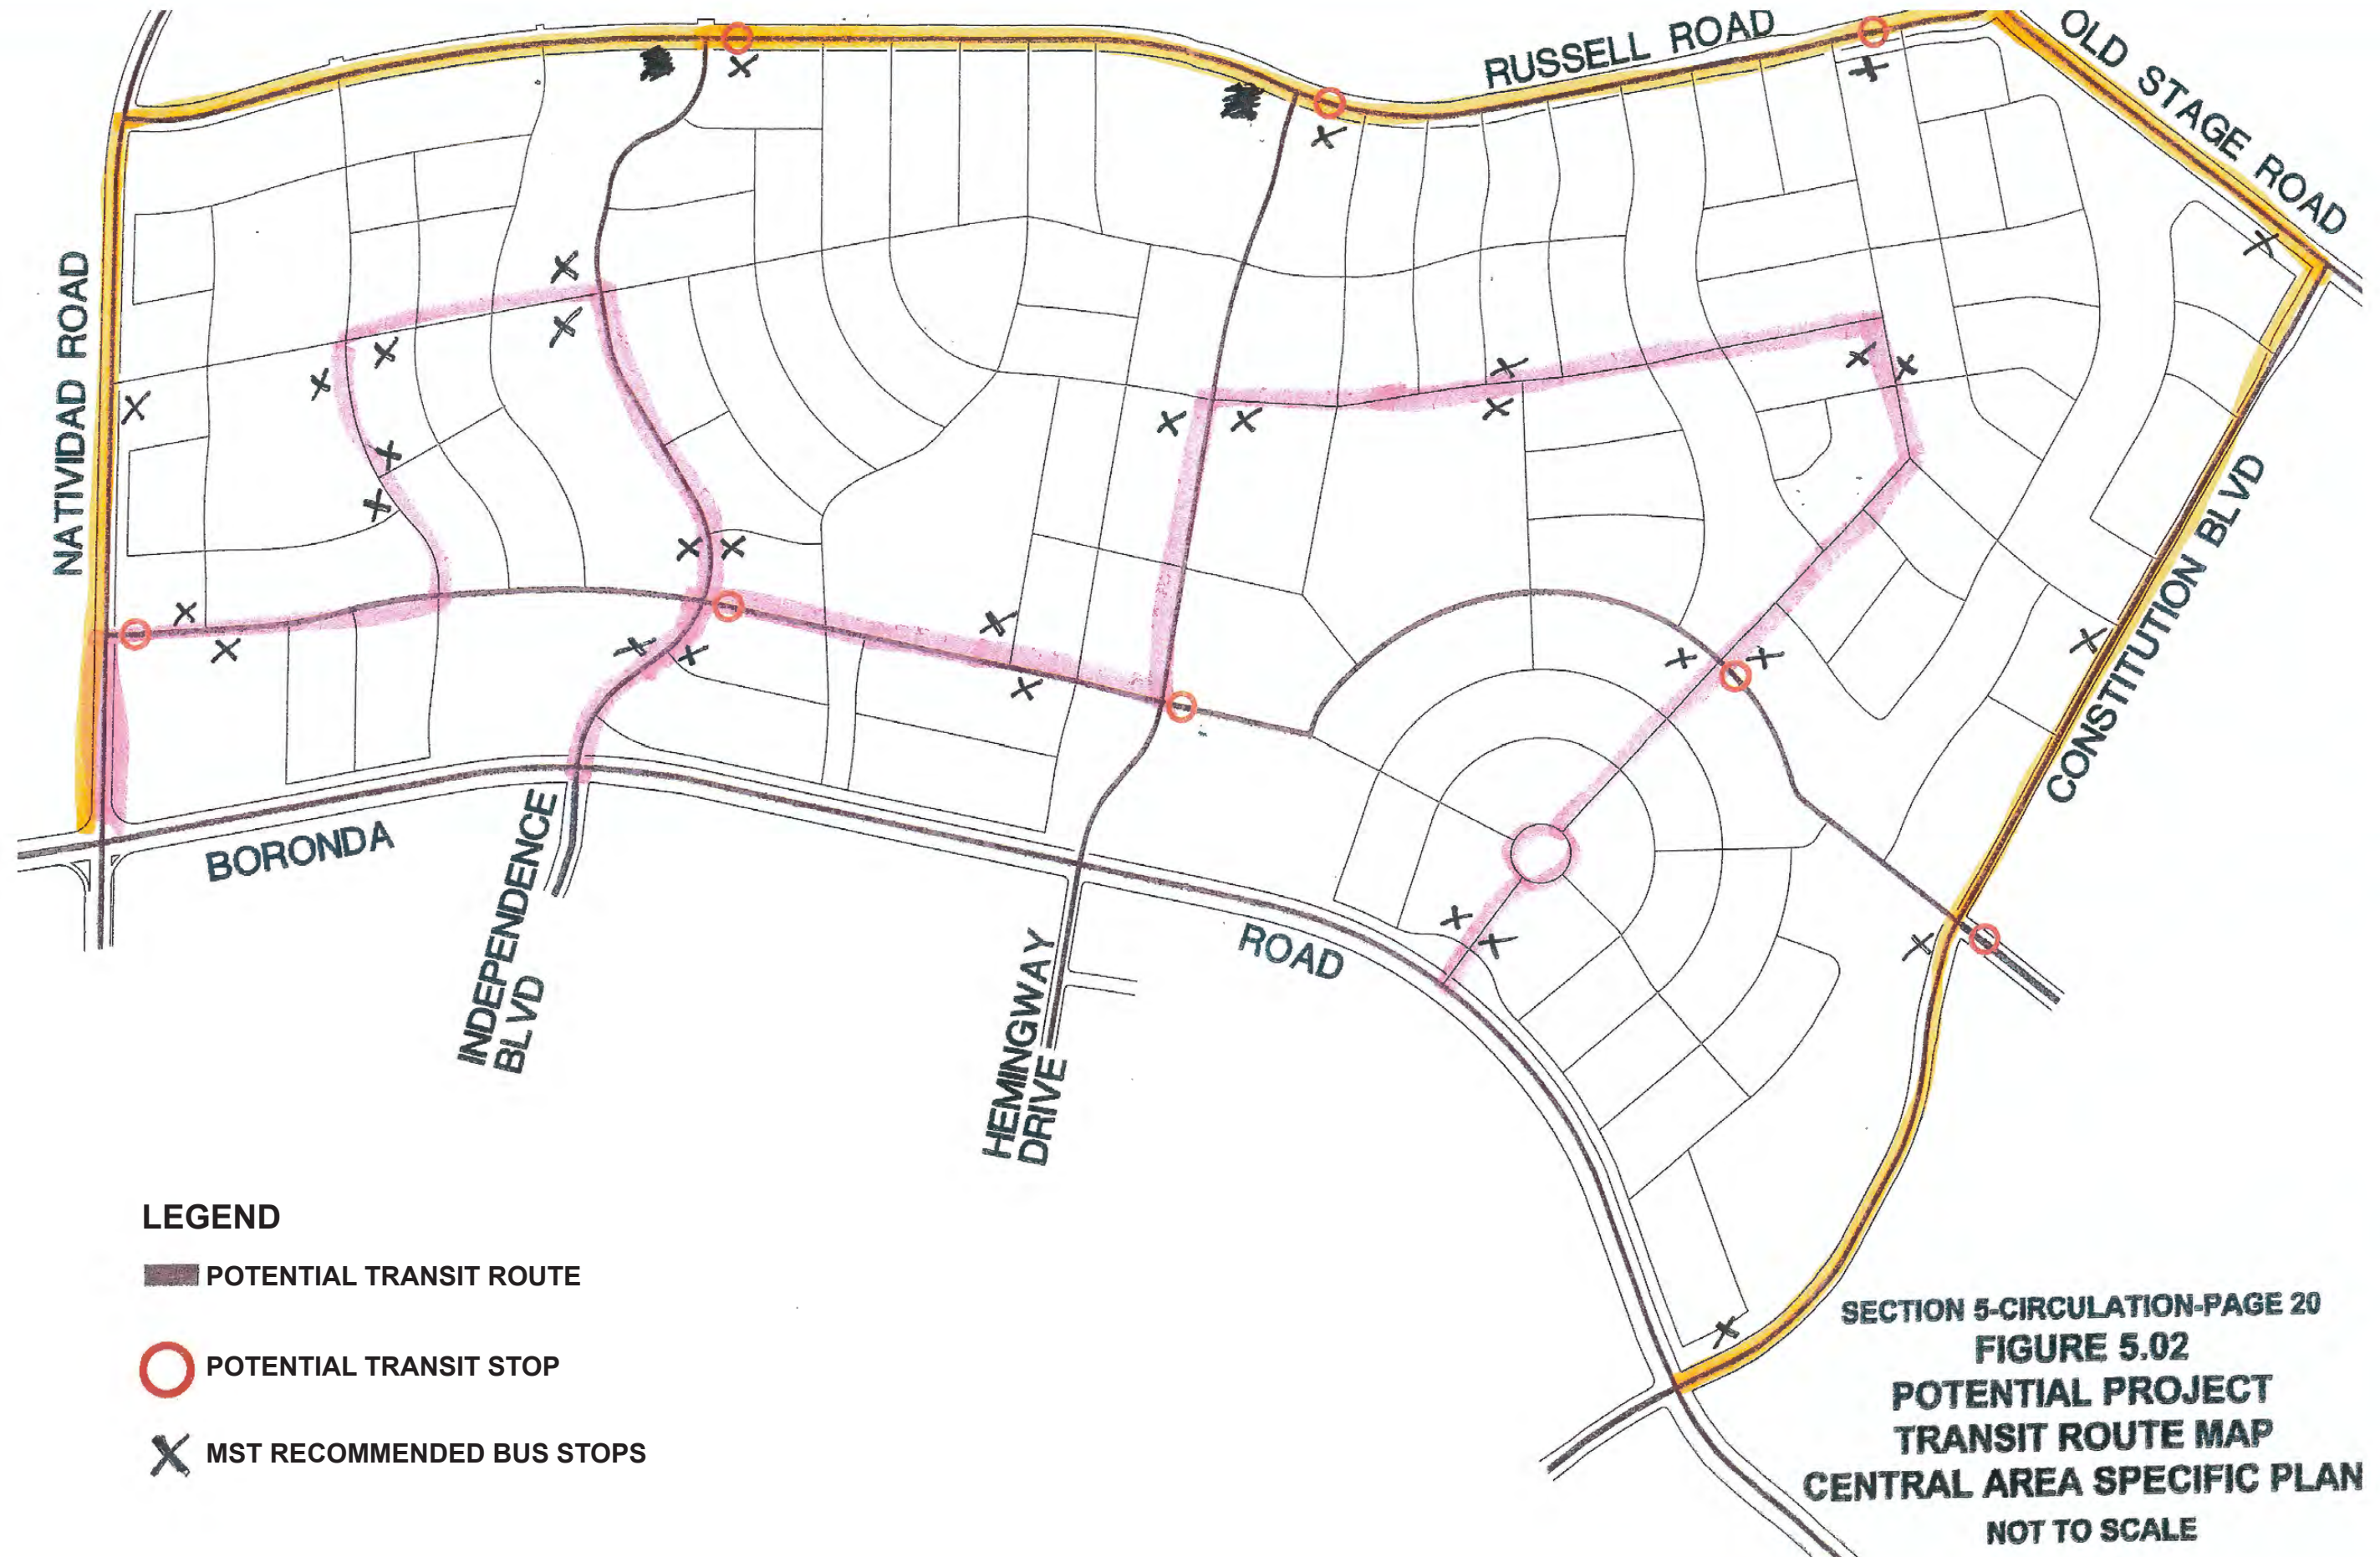 RUSSELL ROAD
OLD STAGE ROAD
NATIVIDAD ROAD
CONSTITUTION BLVD
BORONDA
ROAD
INDEPENDENCE
BLVD
HEMINGWAY
DRIVE
LEGEND
POTENTIAL TRANSIT ROUTE
POTENTIAL TRANSIT STOP
MST RECOMMENDED BUS STOPS
SECTION 5-CIRCULATION-PAGE 20
FIGURE 5.02
POTENTIAL PROJECT
TRANSIT ROUTE MAP
CENTRAL AREA SPECIFIC PLAN
NOT TO SCALE